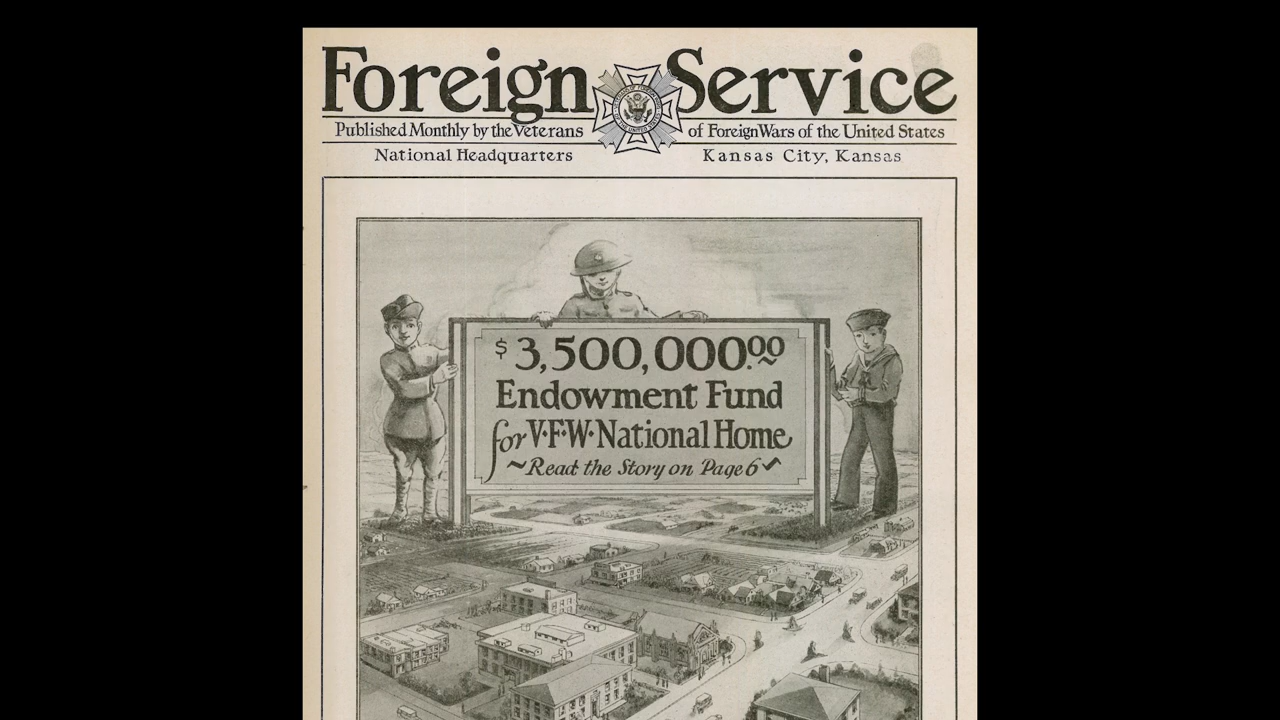 Foreign Service
Published Monthly by the Veterans of Foreign Wars of the United States
National Headquarters Kansas City, Kansas
$3,500,000.00
Endowment Fund
for V·F·W· National Home
~Read the Story on Page 6~